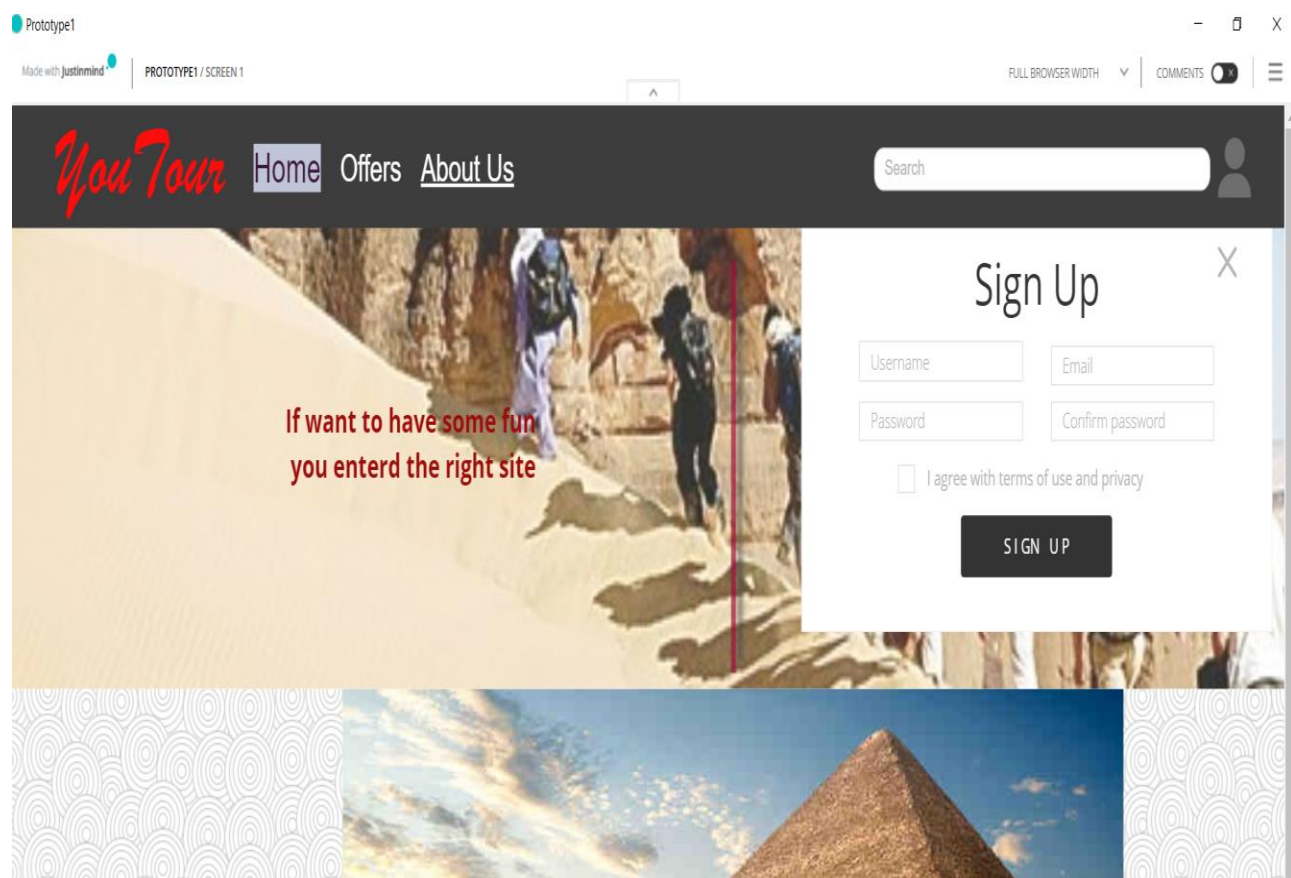 Prototype1
Made with Justinmind
PROTOTYPE1 / SCREEN 1
FULL BROWSER WIDTH
COMMENTS
YouTour
Home Offers About Us
Search
Sign Up
Username
Email
Password
Confirm password
I agree with terms of use and privacy
SIGN UP
If want to have some fun
you enterd the right site